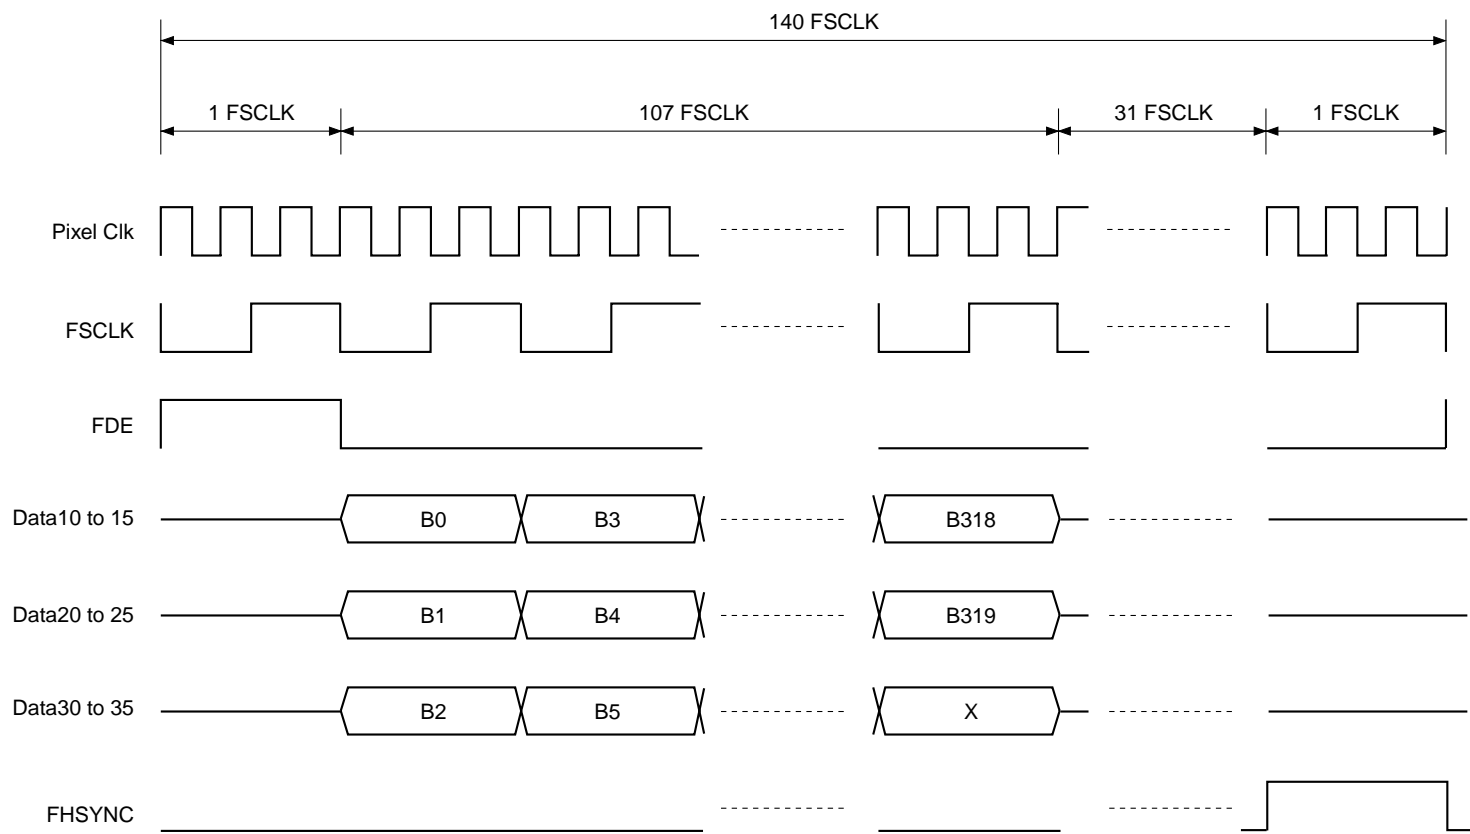 140 FSCLK
1 FSCLK 107 FSCLK 31 FSCLK 1 FSCLK
Pixel Clk
FSCLK
FDE
Data10 to 15 B0 B3 B318
Data20 to 25 B1 B4 B319
Data30 to 35 B2 B5 X
FHSYNC